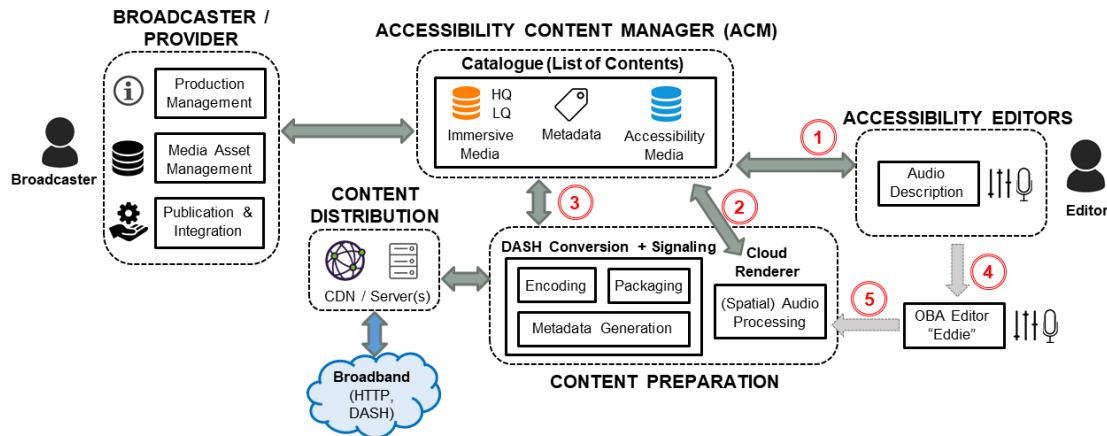 BROADCASTER /
PROVIDER
Production
Management
Media Asset
Management
Publication &
Integration
Broadcaster
ACCESSIBILITY CONTENT MANAGER (ACM)
Catalogue (List of Contents)
HQ
LQ
Immersive
Media
Metadata
Accessibility
Media
1
2
3
ACCESSIBILITY EDITORS
Audio
Description
Editor
4
OBA Editor
“Eddie”
5
CONTENT
DISTRIBUTION
CDN / Server(s)
Broadband
(HTTP,
DASH)
DASH Conversion + Signaling
Encoding
Packaging
Metadata Generation
Cloud
Renderer
(Spatial) Audio
Processing
CONTENT PREPARATION